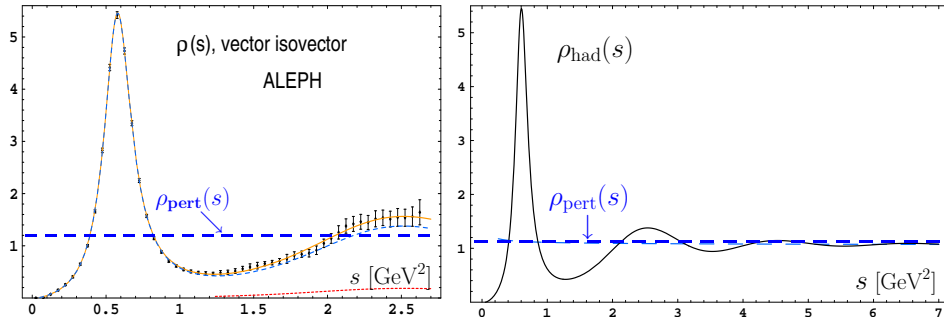 ρ(s), vector isovector
ALEPH
ρpert(s)
s [GeV²]
5
4
3
2
1
0 0.5 1 1.5 2 2.5
ρhad(s)
ρpert(s)
s [GeV²]
5
4
3
2
1
0
0 1 2 3 4 5 6 7